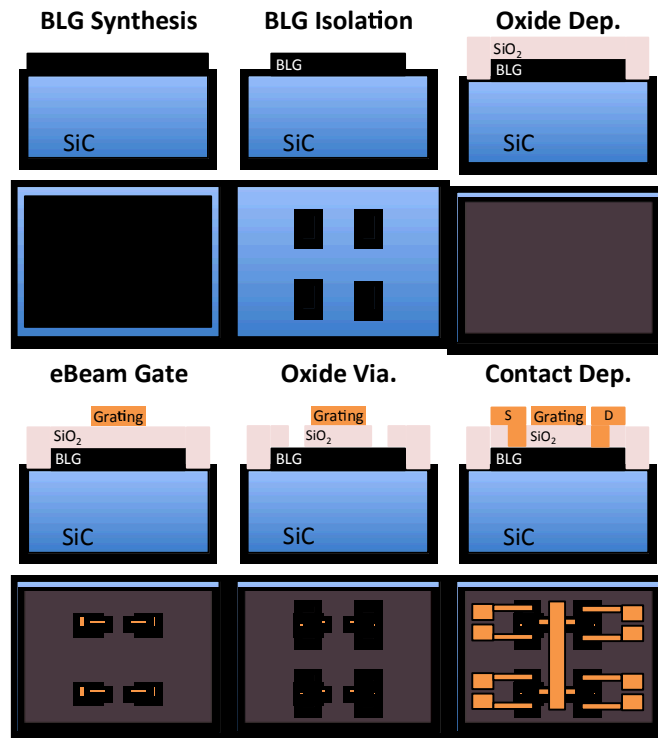 BLG Synthesis
SiC
BLG Isolation
BLG
SiC
Oxide Dep.
SiO2
BLG
SiC
eBeam Gate
Grating
SiO2
BLG
SiC
Oxide Via.
Grating
SiO2
BLG
SiC
Contact Dep.
S Grating D
SiO2
BLG
SiC